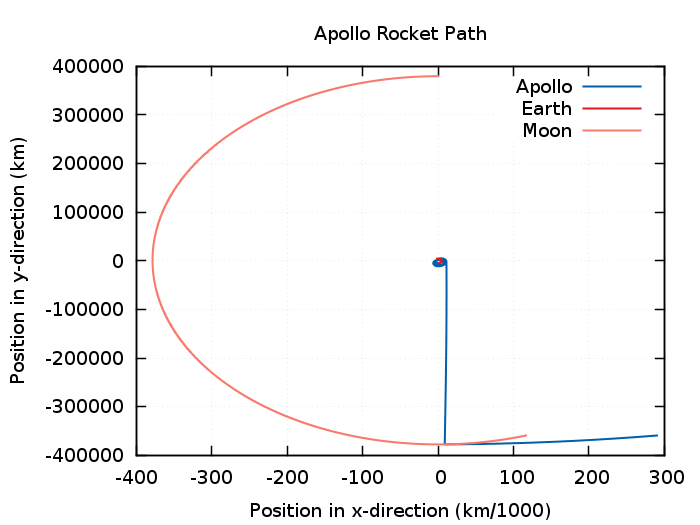 Apollo Rocket Path
Position in y-direction (km)
400000
300000
200000
100000
0
-100000
-200000
-300000
-400000
Apollo
Earth
Moon
-400 -300 -200 -100 0 100 200 300
Position in x-direction (km/1000)